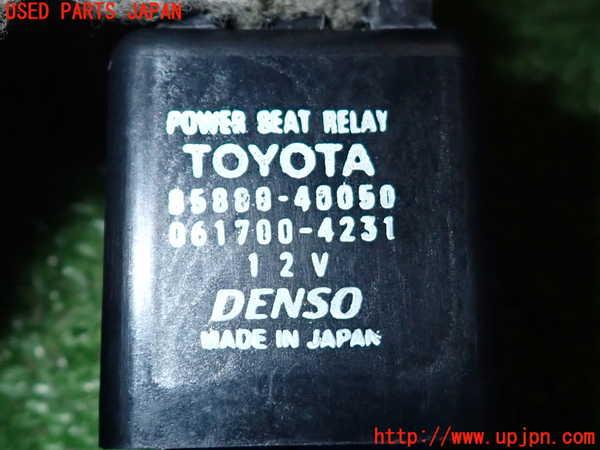 USED PARTS JAPAN
POWER SEAT RELAY
TOYOTA
85888-40050
061700-4231
12V
DENSO
MADE IN JAPAN
http://www.upjpn.com/